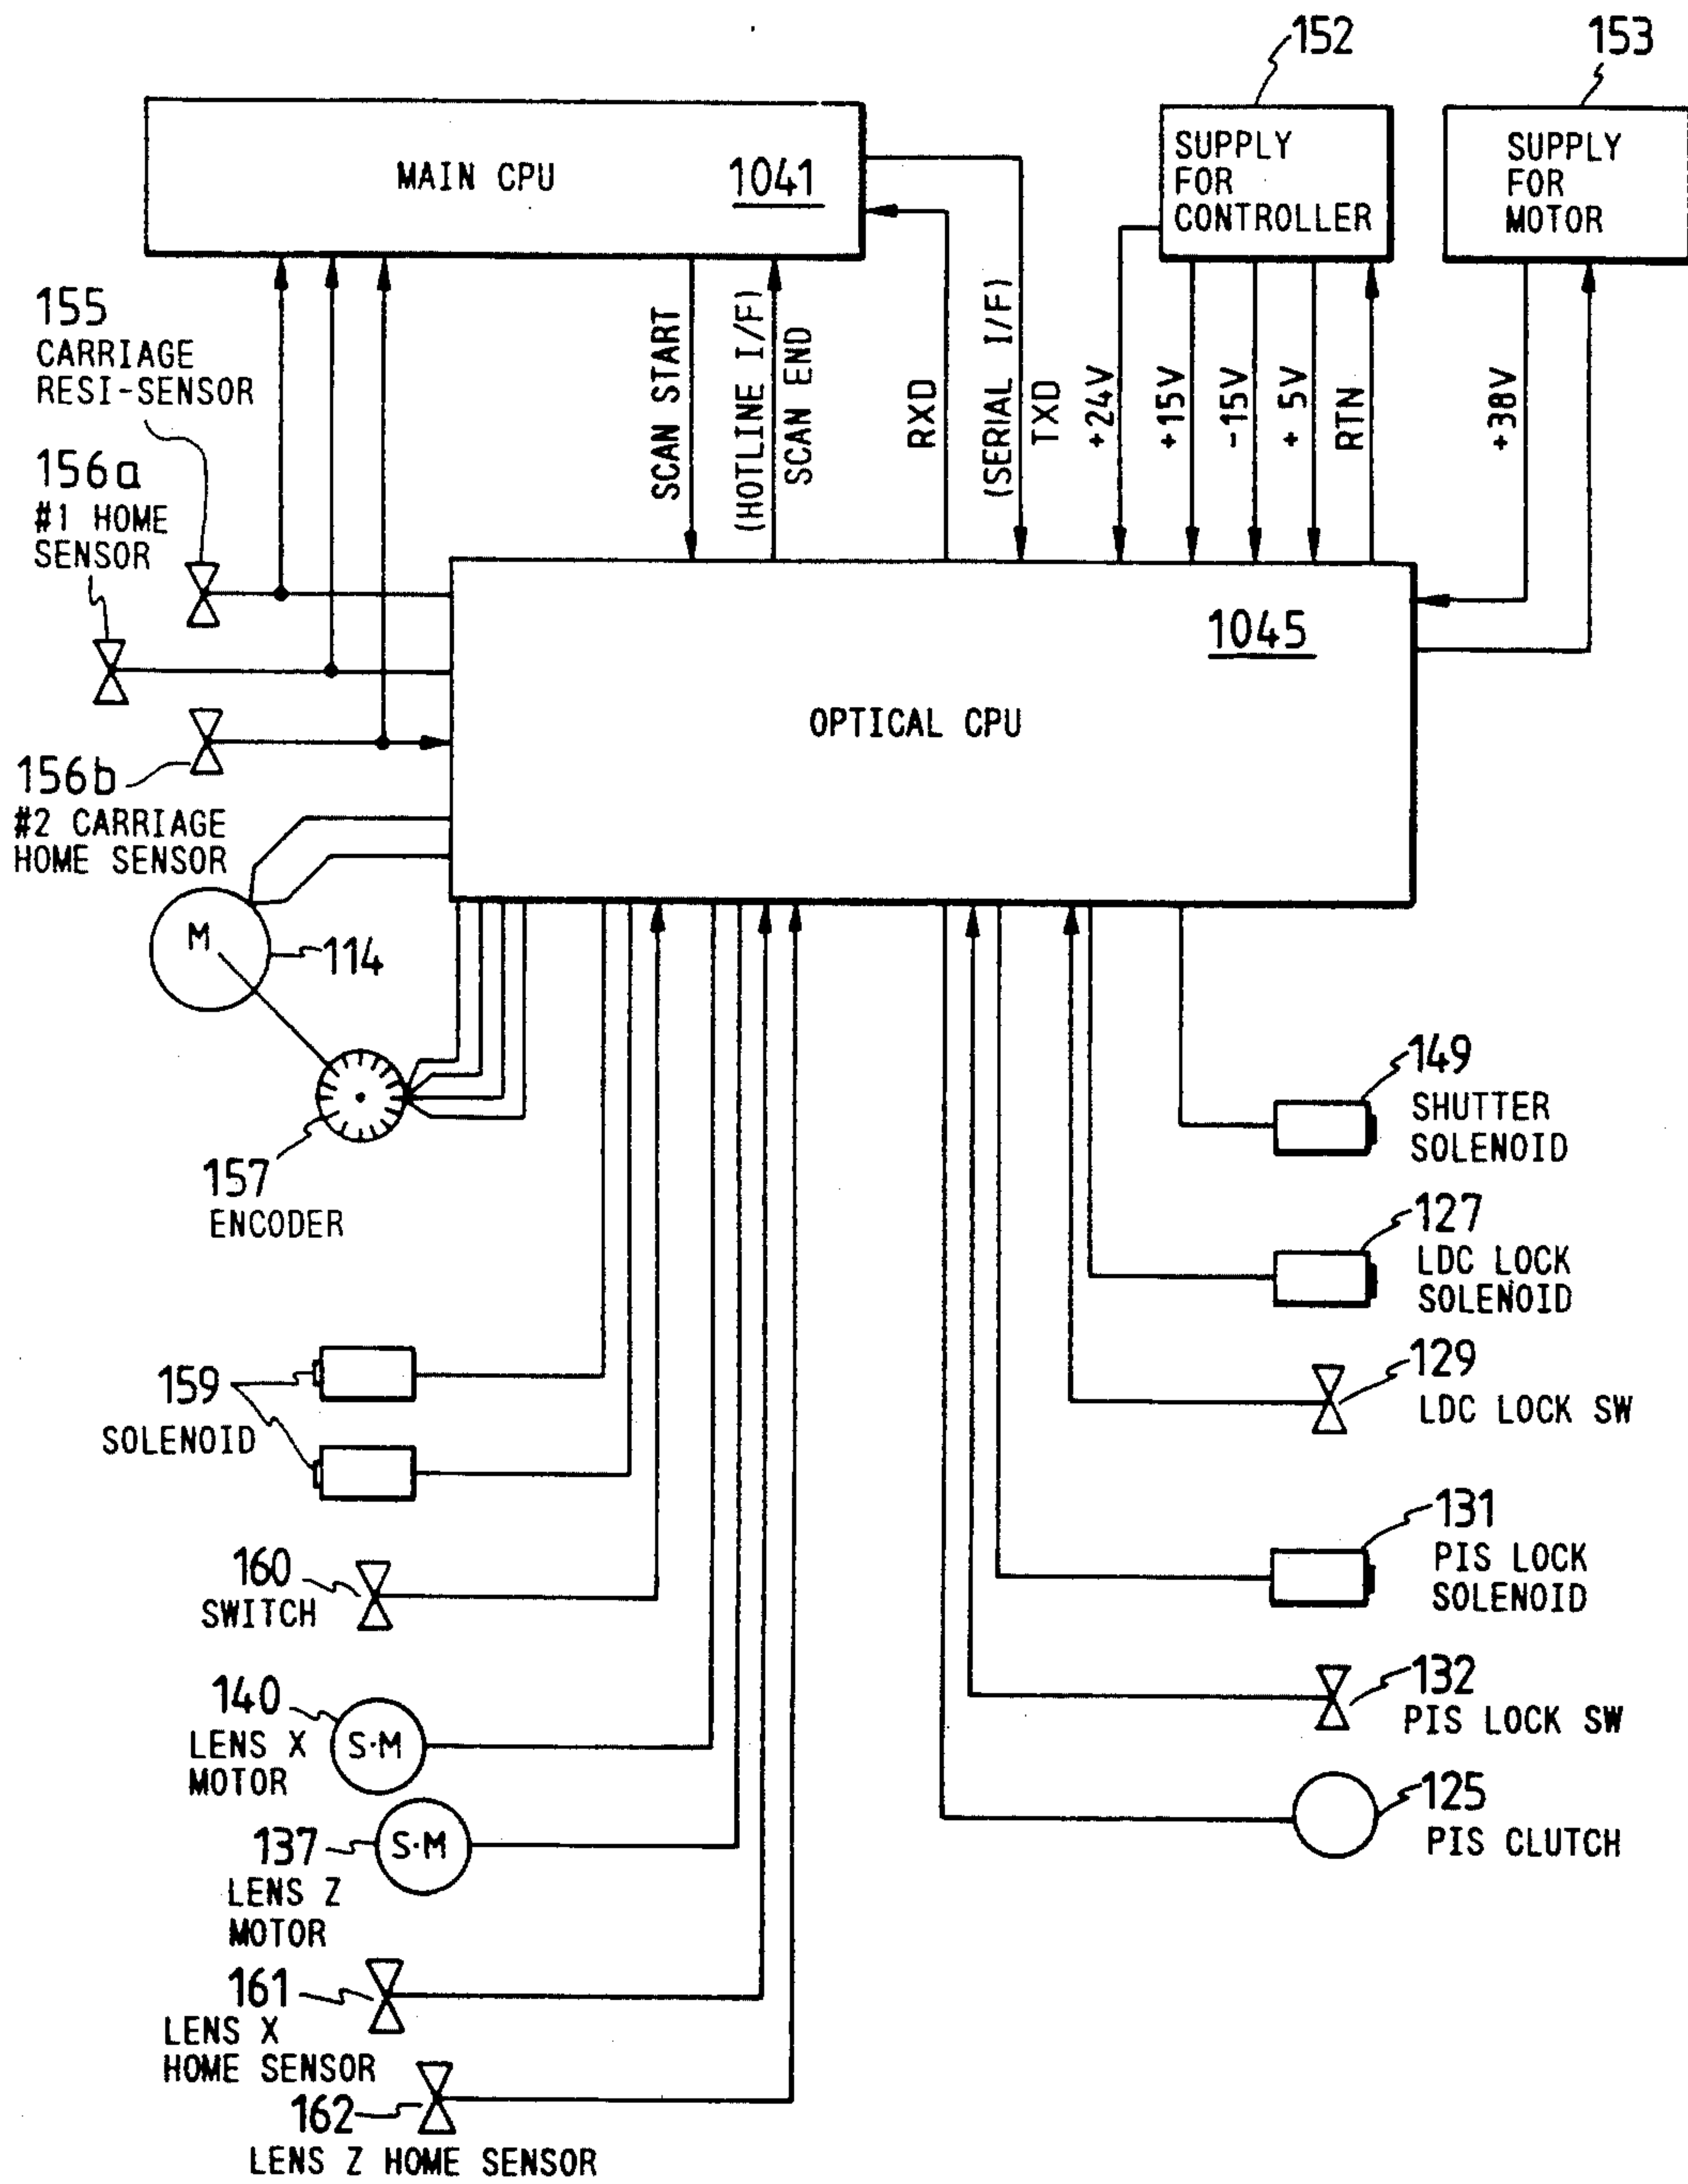 152
153
MAIN CPU
1041
SUPPLY
FOR
CONTROLLER
SUPPLY
FOR
MOTOR
155
CARRIAGE
RESI-SENSOR
156a
#1 HOME
SENSOR
SCAN START
(HOTLINE I/F)
SCAN END
RXD
(SERIAL I/F)
TXD
+24V
+15V
-15V
+5V
RTN
+38V
1045
OPTICAL CPU
156b
#2 CARRIAGE
HOME SENSOR
M
114
157
ENCODER
149
SHUTTER
SOLENOID
127
LDC LOCK
SOLENOID
159
SOLENOID
129
LDC LOCK SW
160
SWITCH
131
PIS LOCK
SOLENOID
140
LENS X
MOTOR
S·M
132
PIS LOCK SW
137
LENS Z
MOTOR
S·M
125
PIS CLUTCH
161
LENS X
HOME SENSOR
162
LENS Z HOME SENSOR